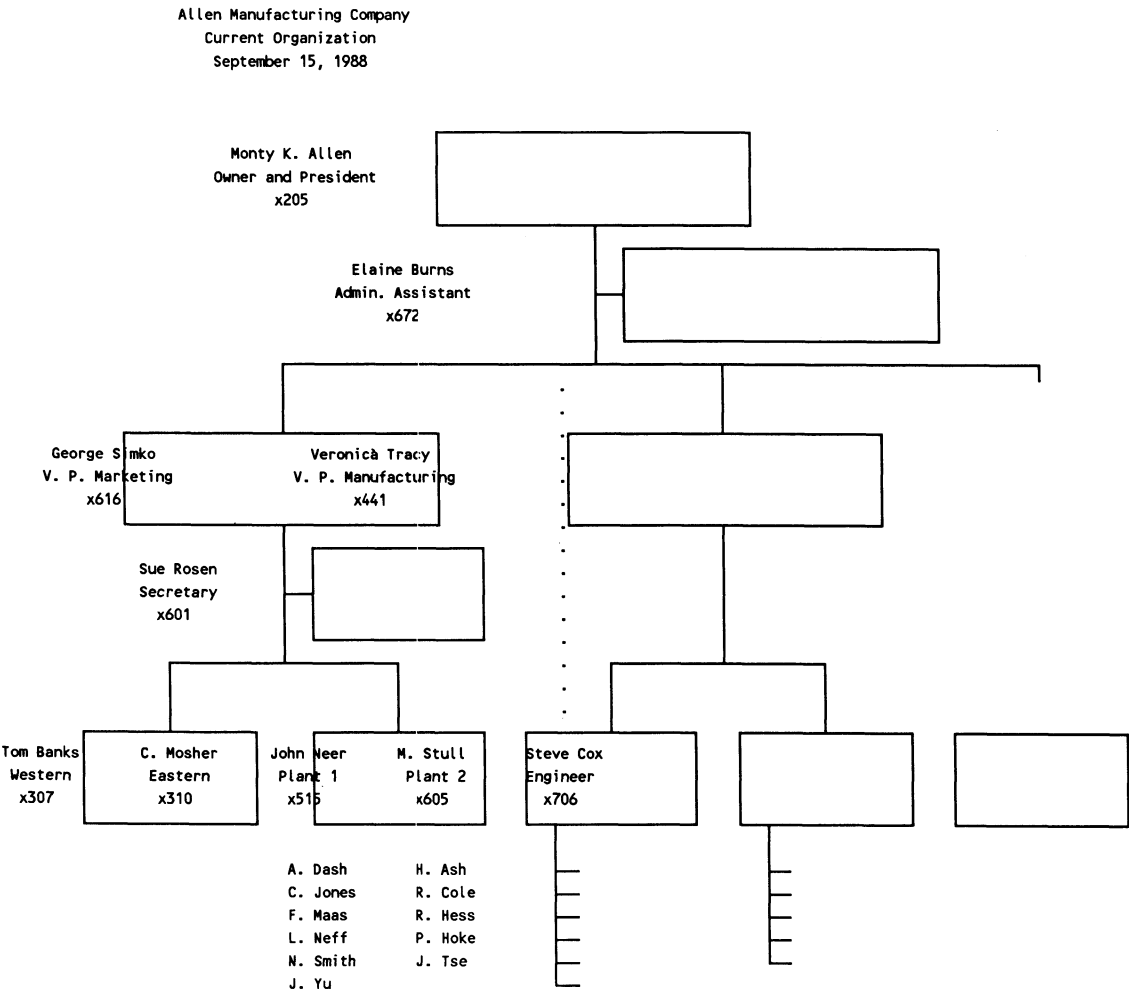 Allen Manufacturing Company
Current Organization
September 15, 1988
Monty K. Allen
Owner and President
x205
Elaine Burns
Admin. Assistant
x672
George Simko
V. P. Marketing
x616
Veronica Tracy
V. P. Manufacturing
x441
Sue Rosen
Secretary
x601
Tom Banks
Western
x307
C. Mosher
Eastern
x310
John Neer
Plant 1
x515
M. Stull
Plant 2
x605
Steve Cox
Engineer
x706
A. Dash
C. Jones
F. Maas
L. Neff
N. Smith
J. Yu
H. Ash
R. Cole
R. Hess
P. Hoke
J. Tse